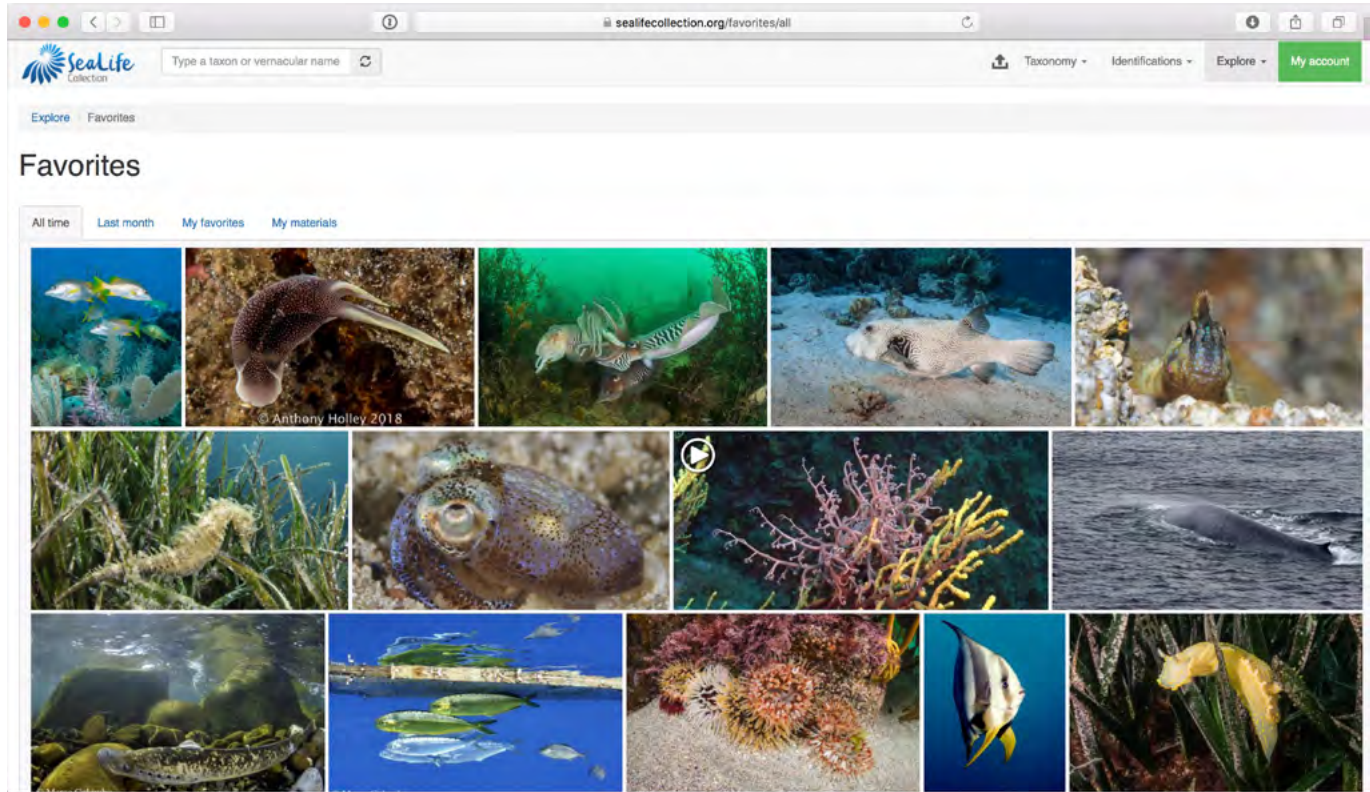 sealifecollection.org/favorites/all
SeaLife
Collection
Type a taxon or vernacular name
Taxonomy
Identifications
Explore
My account
Explore
Favorites
Favorites
All time
Last month
My favorites
My materials
© Anthony Holley 2018